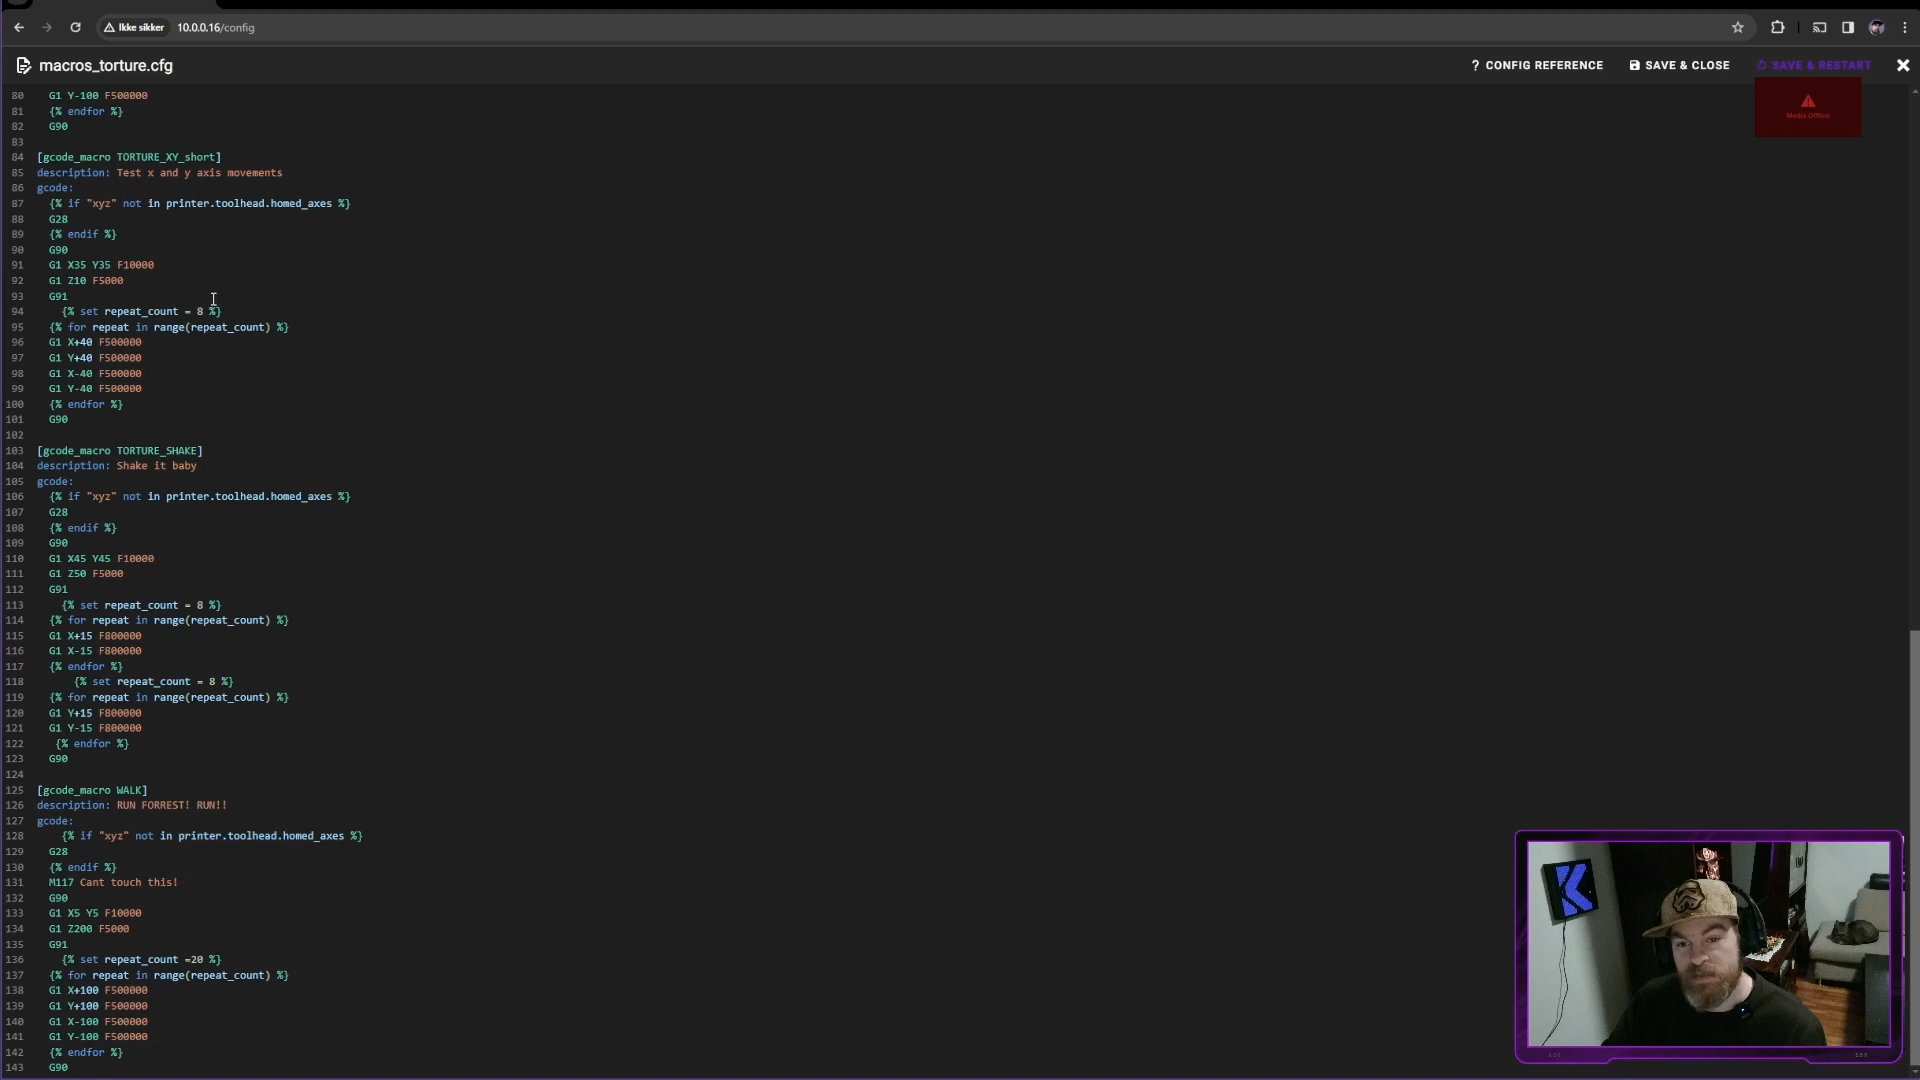 Ikke sikker 10.0.0.16/config
macros_torture.cfg
? CONFIG REFERENCE SAVE & CLOSE SAVE & RESTART
Media Offline
80 G1 Y-100 F500000
81 {% endfor %}
82 G90
83
84 [gcode_macro TORTURE_XY_short]
85 description: Test x and y axis movements
86 gcode:
87 {% if "xyz" not in printer.toolhead.homed_axes %}
88 G28
89 {% endif %}
90 G90
91 G1 X35 Y35 F10000
92 G1 Z10 F5000
93 G91
94 {% set repeat_count = 8 %}
95 {% for repeat in range(repeat_count) %}
96 G1 X+40 F500000
97 G1 Y+40 F500000
98 G1 X-40 F500000
99 G1 Y-40 F500000
100 {% endfor %}
101 G90
102
103 [gcode_macro TORTURE_SHAKE]
104 description: Shake it baby
105 gcode:
106 {% if "xyz" not in printer.toolhead.homed_axes %}
107 G28
108 {% endif %}
109 G90
110 G1 X45 Y45 F10000
111 G1 Z50 F5000
112 G91
113 {% set repeat_count = 8 %}
114 {% for repeat in range(repeat_count) %}
115 G1 X+15 F800000
116 G1 X-15 F800000
117 {% endfor %}
118 {% set repeat_count = 8 %}
119 {% for repeat in range(repeat_count) %}
120 G1 Y+15 F800000
121 G1 Y-15 F800000
122 {% endfor %}
123 G90
124
125 [gcode_macro WALK]
126 description: RUN FORREST! RUN!!
127 gcode:
128 {% if "xyz" not in printer.toolhead.homed_axes %}
129 G28
130 {% endif %}
131 M117 Cant touch this!
132 G90
133 G1 X5 Y5 F10000
134 G1 Z200 F5000
135 G91
136 {% set repeat_count =20 %}
137 {% for repeat in range(repeat_count) %}
138 G1 X+100 F500000
139 G1 Y+100 F500000
140 G1 X-100 F500000
141 G1 Y-100 F500000
142 {% endfor %}
143 G90